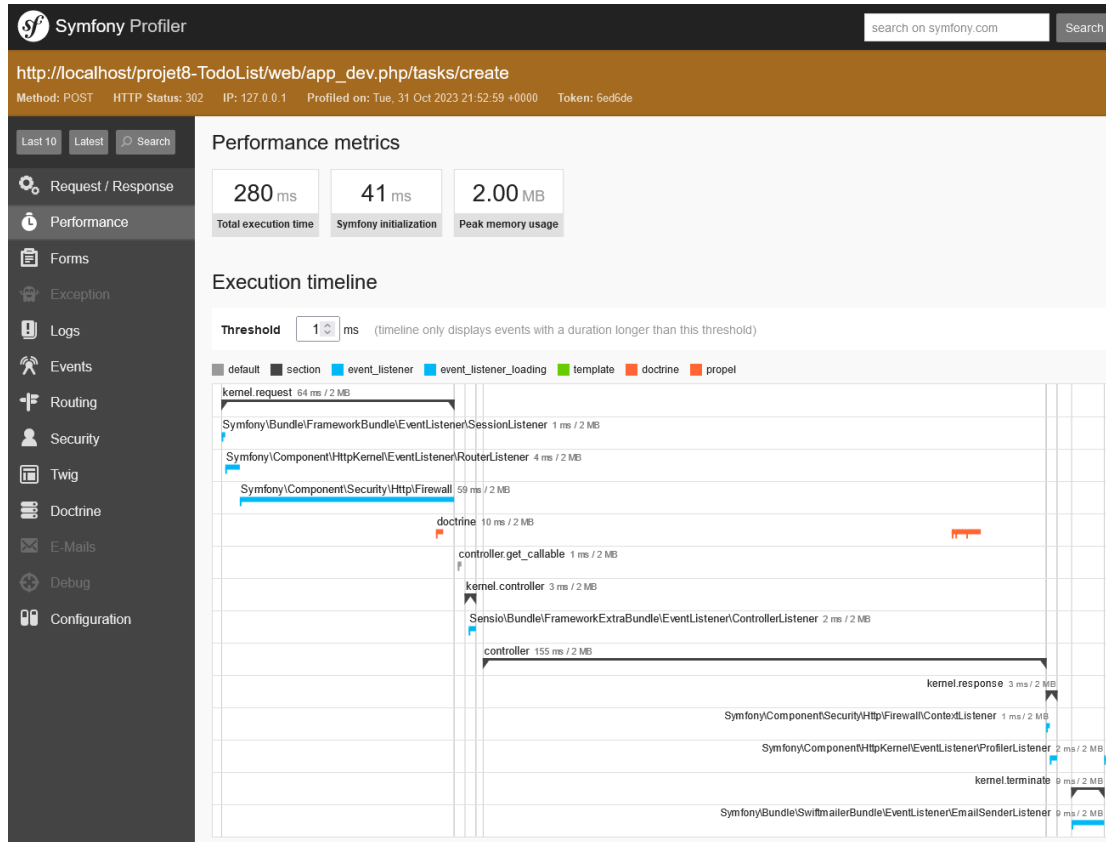 sf Symfony Profiler
search on symfony.com
Search
http://localhost/projet8-TodoList/web/app_dev.php/tasks/create
Method: POST HTTP Status: 302 IP: 127.0.0.1 Profiled on: Tue, 31 Oct 2023 21:52:59 +0000 Token: 6ed6de
Last 10 Latest Search
Request / Response
Performance
Forms
Exception
Logs
Events
Routing
Security
Twig
Doctrine
E-Mails
Debug
Configuration
Performance metrics
280 ms
Total execution time
41 ms
Symfony initialization
2.00 MB
Peak memory usage
Execution timeline
Threshold 1 ms (timeline only displays events with a duration longer than this threshold)
default section event_listener event_listener_loading template doctrine propel
kernel.request 64 ms / 2 MB
Symfony\Bundle\FrameworkBundle\EventListener\SessionListener 1 ms / 2 MB
Symfony\Component\HttpKernel\EventListener\RouterListener 4 ms / 2 MB
Symfony\Component\Security\Http\Firewall 59 ms / 2 MB
doctrine 10 ms / 2 MB
controller.get_callable 1 ms / 2 MB
kernel.controller 3 ms / 2 MB
Sensio\Bundle\FrameworkExtraBundle\EventListener\ControllerListener 2 ms / 2 MB
controller 155 ms / 2 MB
kernel.response 3 ms / 2 MB
Symfony\Component\Security\Http\Firewall\ContextListener 1 ms / 2 MB
Symfony\Component\HttpKernel\EventListener\ProfilerListener 2 ms / 2 MB
kernel.terminate 9 ms / 2 MB
Symfony\Bundle\SwiftmailerBundle\EventListener\EmailSenderListener 9 ms / 2 MB